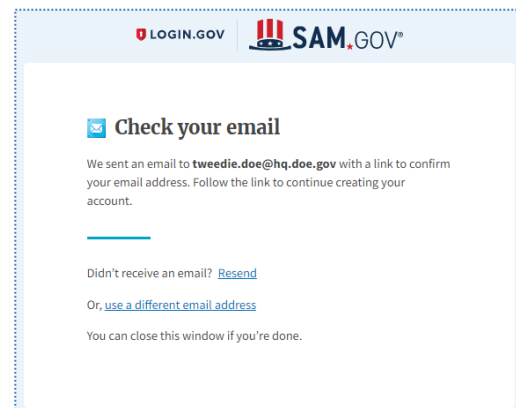 LOGIN.GOV SAM.GOV®
Check your email
We sent an email to tweedie.doe@hq.doe.gov with a link to confirm
your email address. Follow the link to continue creating your
account.
Didn’t receive an email? Resend
Or, use a different email address
You can close this window if you’re done.